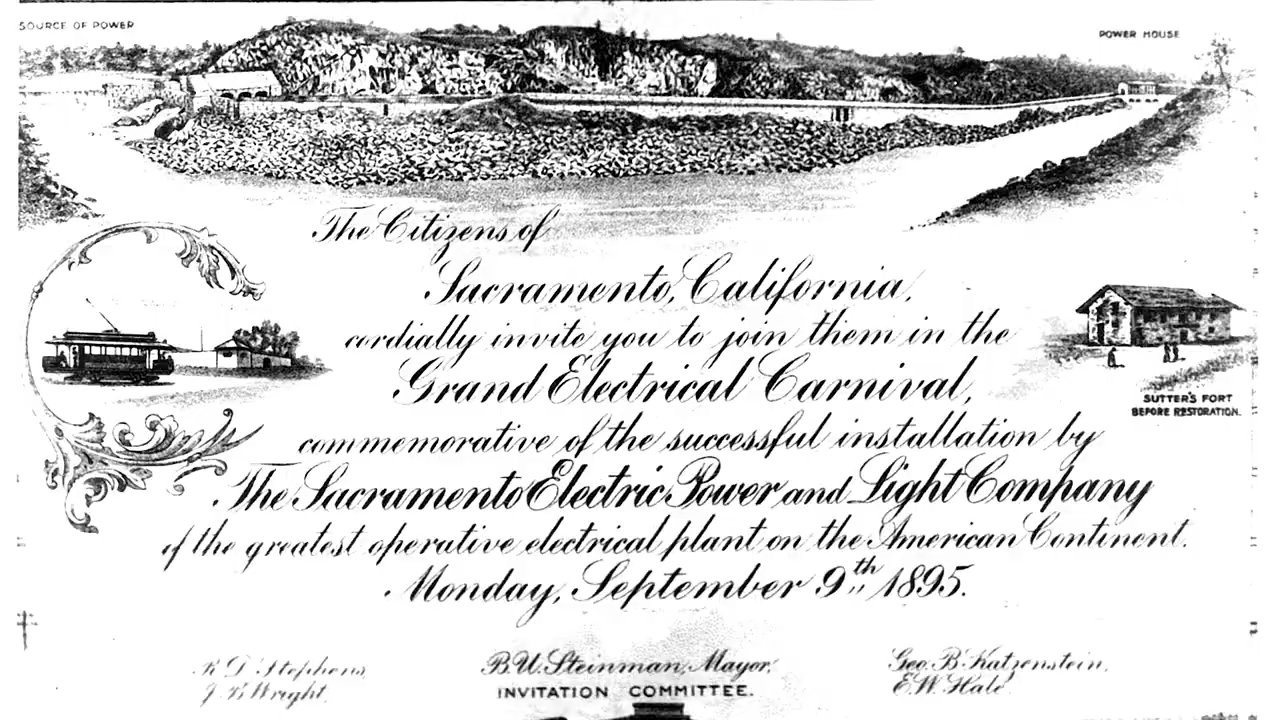 SOURCE OF POWER
POWER HOUSE
The Citizens of
Sacramento, California,
cordially invite you to join them in the
Grand Electrical Carnival,
SUTTER'S FORT
BEFORE RESTORATION.
commemorative of the successful installation by
The Sacramento Electric Power and Light Company
of the greatest operative electrical plant on the American Continent.
Monday, September 9th 1895.
R. D. Stephens,
J. B. Wright,
B. U. Steinman, Mayor,
INVITATION COMMITTEE.
Geo. B. Katzenstein,
E. W. Hale